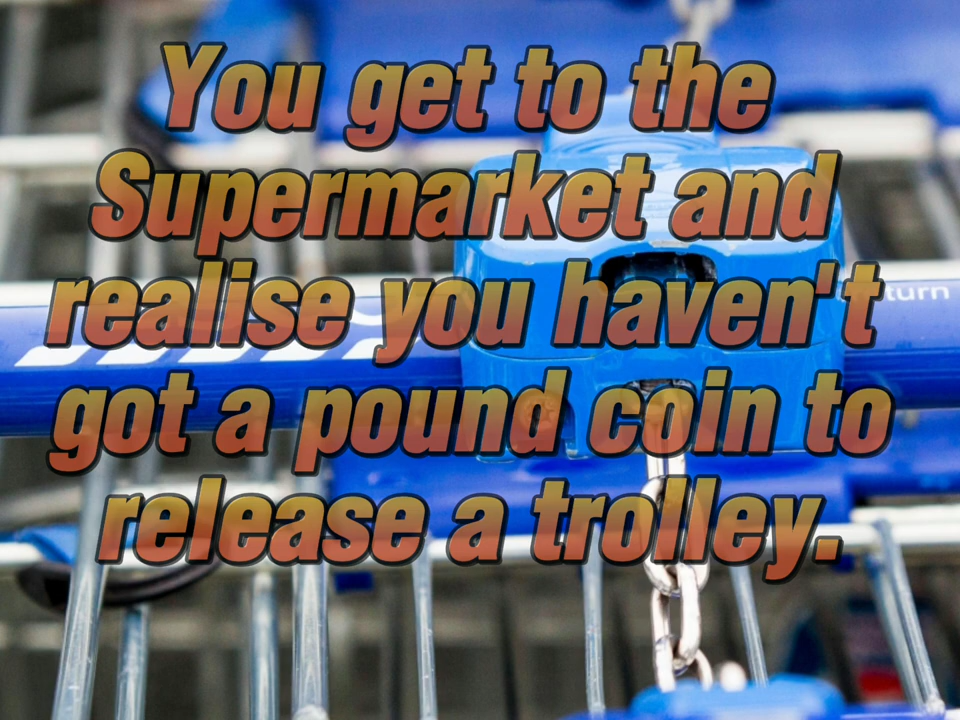 You get to the
Supermarket and
realise you haven't
got a pound coin to
release a trolley.